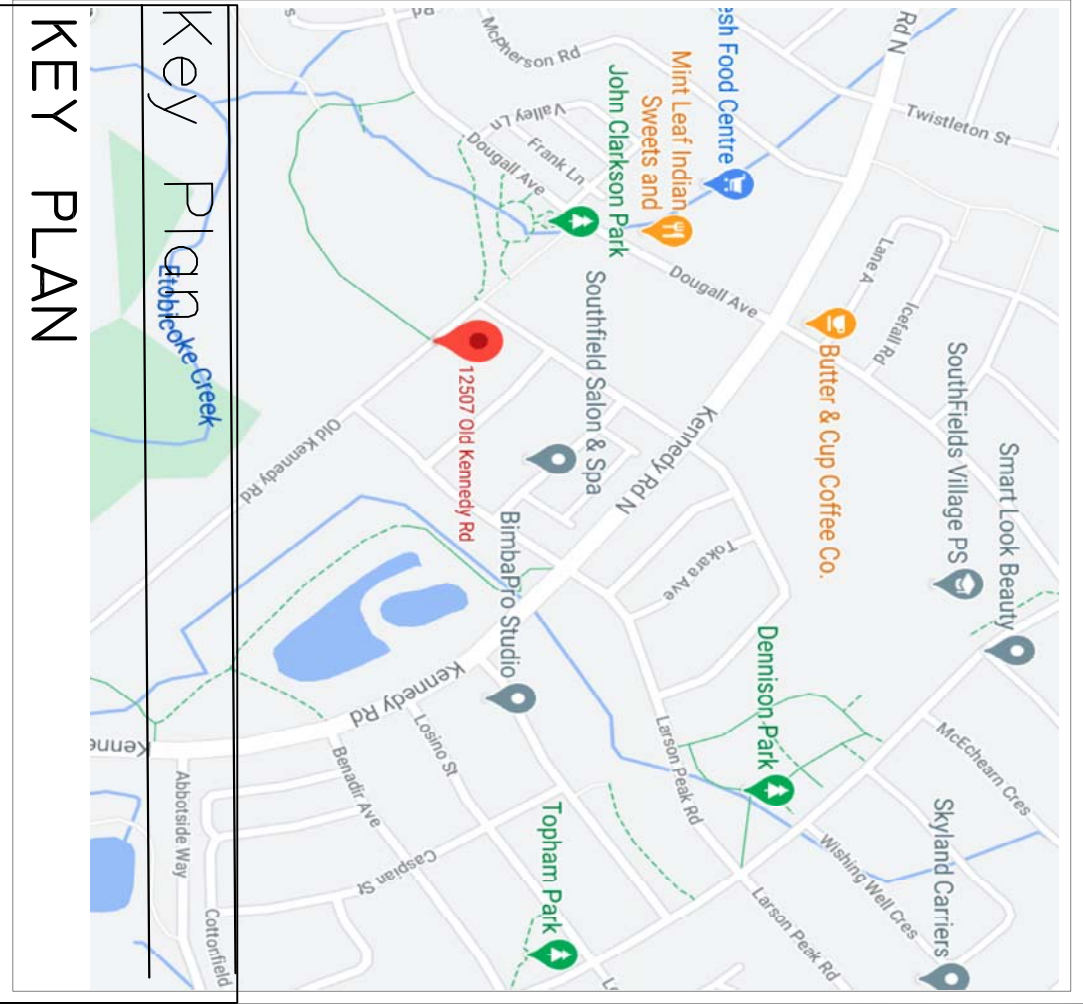 Rd N
Twistleton St
McPherson Rd
esh Food Centre
Mint Leaf Indian
Sweets and
John Clarkson Park
Valley Ln
Frank Ln
Dougall Ave
Dougall Ave
Lane A
Icefall Rd
Butter & Cup Coffee Co.
SouthFields Village PS
Smart Look Beauty
Southfield Salon & Spa
12507 Old Kennedy Rd
Old Kennedy Rd
Kennedy Rd N
Tokara Ave
BimbaPro Studio
Dennison Park
Kennedy Rd
Losino St
Benadir Ave
Larson Peak Rd
McEchearn Cres
Skyland Carriers
Wishing Well Cres
Larson Peak Rd
Topham Park
Caspian St
Abbotside Way
Cottonfield
Kenne
Etobicoke Creek
Key Plan
KEY PLAN